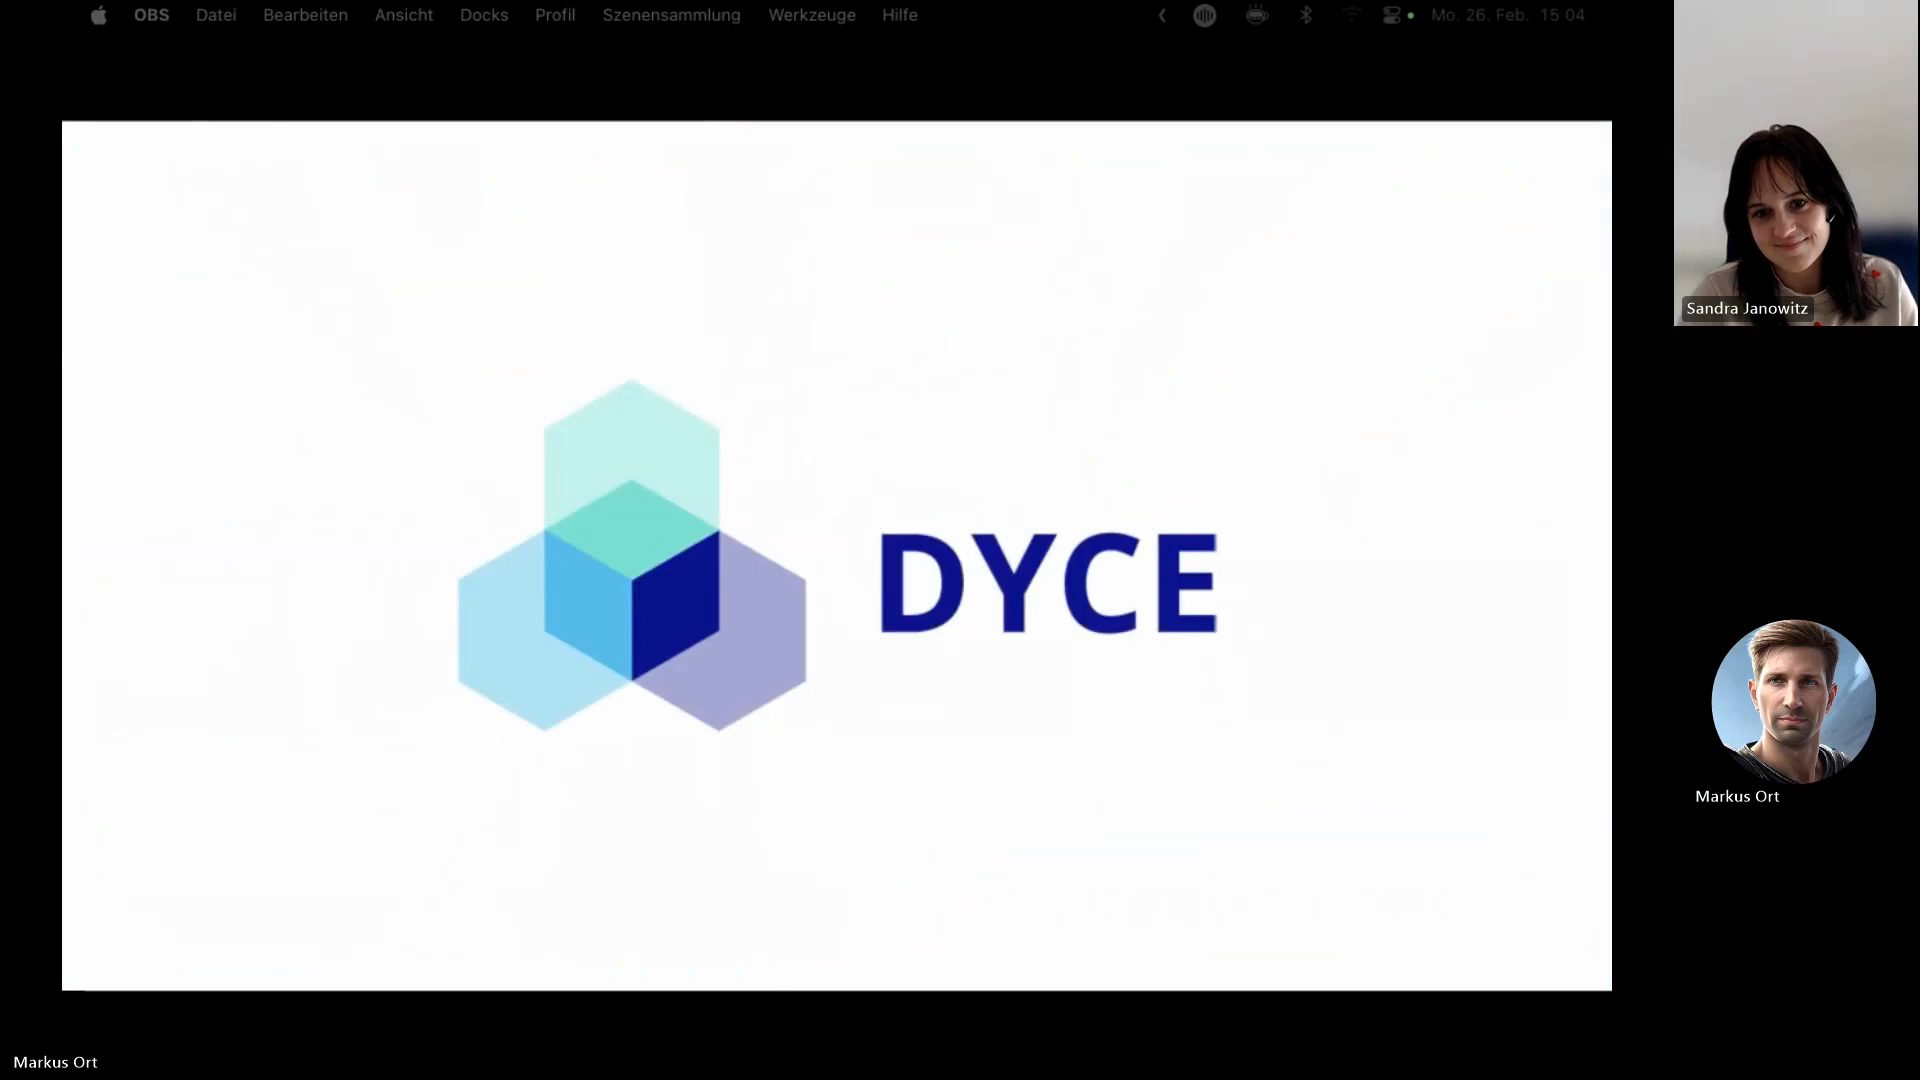 OBS Datei Bearbeiten Ansicht Docks Profil Szenensammlung Werkzeuge Hilfe Mo. 26. Feb. 15 04
Sandra Janowitz
DYCE
Markus Ort
Markus Ort